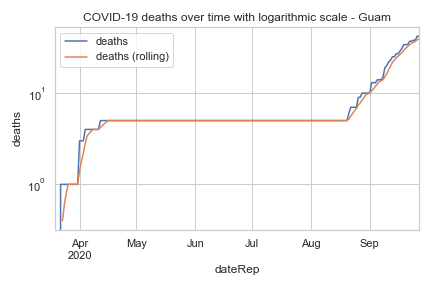 COVID-19 deaths over time with logarithmic scale - Guam
deaths
deaths (rolling)
10¹
10⁰
deaths
Apr May Jun Jul Aug Sep
2020
dateRep